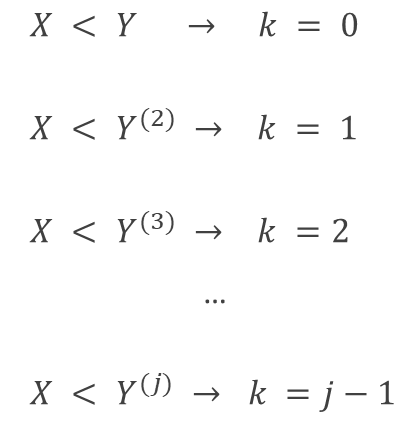 X < Y → k = 0
X < Y^(2) → k = 1
X < Y^(3) → k = 2
...
X < Y^(j) → k = j − 1